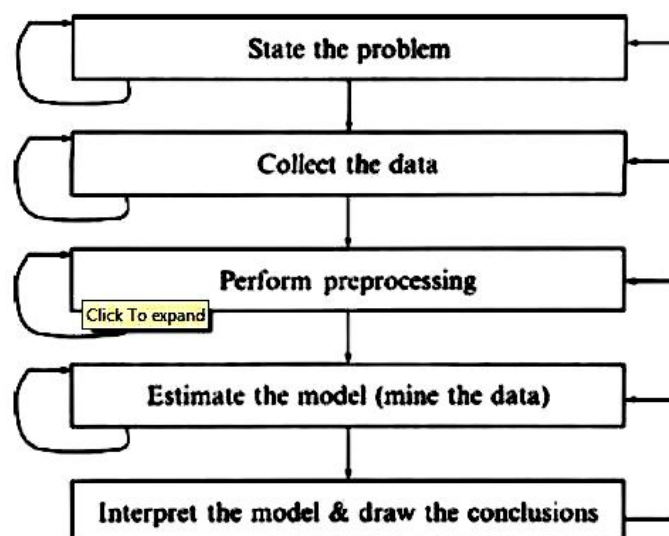 State the problem
Collect the data
Perform preprocessing
Click To expand
Estimate the model (mine the data)
Interpret the model & draw the conclusions